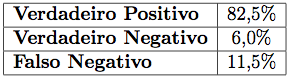 Verdadeiro Positivo 82,5%
Verdadeiro Negativo 6,0%
Falso Negativo 11,5%